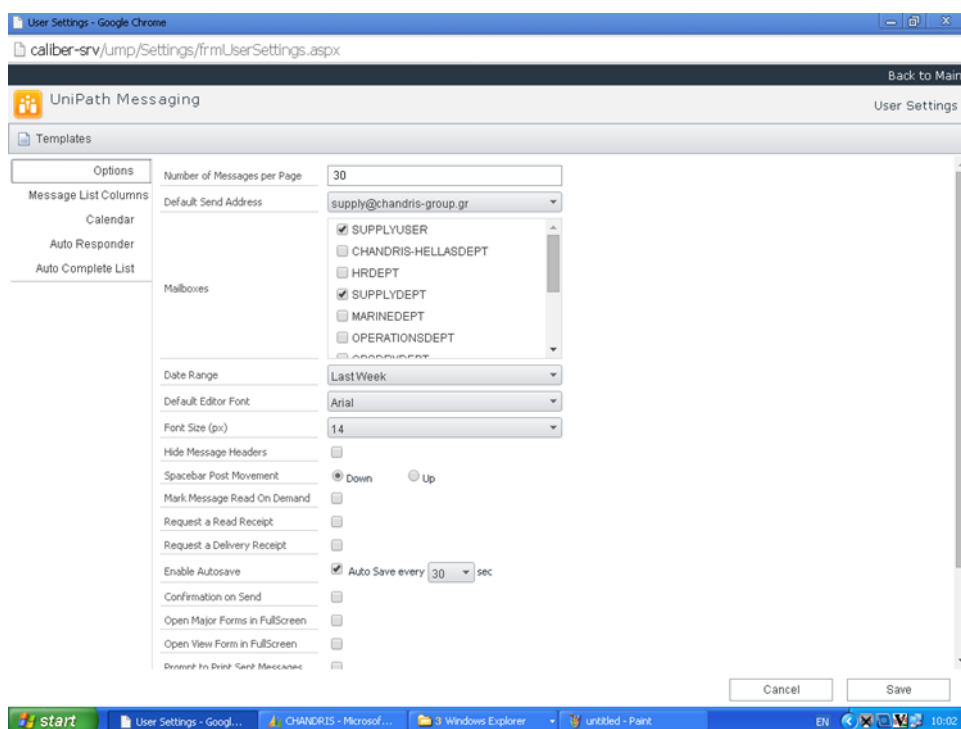 User Settings - Google Chrome
caliber-srv/ump/Settings/frmUserSettings.aspx
Back to Main
UniPath Messaging
User Settings
Templates
Options
Message List Columns
Calendar
Auto Responder
Auto Complete List
Number of Messages per Page 30
Default Send Address supply@chandris-group.gr
Mailboxes
SUPPLYUSER
CHANDRIS-HELLASDEPT
HRDEPT
SUPPLYDEPT
MARINEDEPT
OPERATIONSDEPT
Date Range Last Week
Default Editor Font Arial
Font Size (px) 14
Hide Message Headers
Spacebar Post Movement Down Up
Mark Message Read On Demand
Request a Read Receipt
Request a Delivery Receipt
Enable Autosave Auto Save every 30 sec
Confirmation on Send
Open Major Forms in FullScreen
Open View Form in FullScreen
Prompt to Print Sent Messages
Cancel Save
start User Settings - Googl... CHANDRIS - Microsof... 3 Windows Explorer untitled - Paint EN 10:02